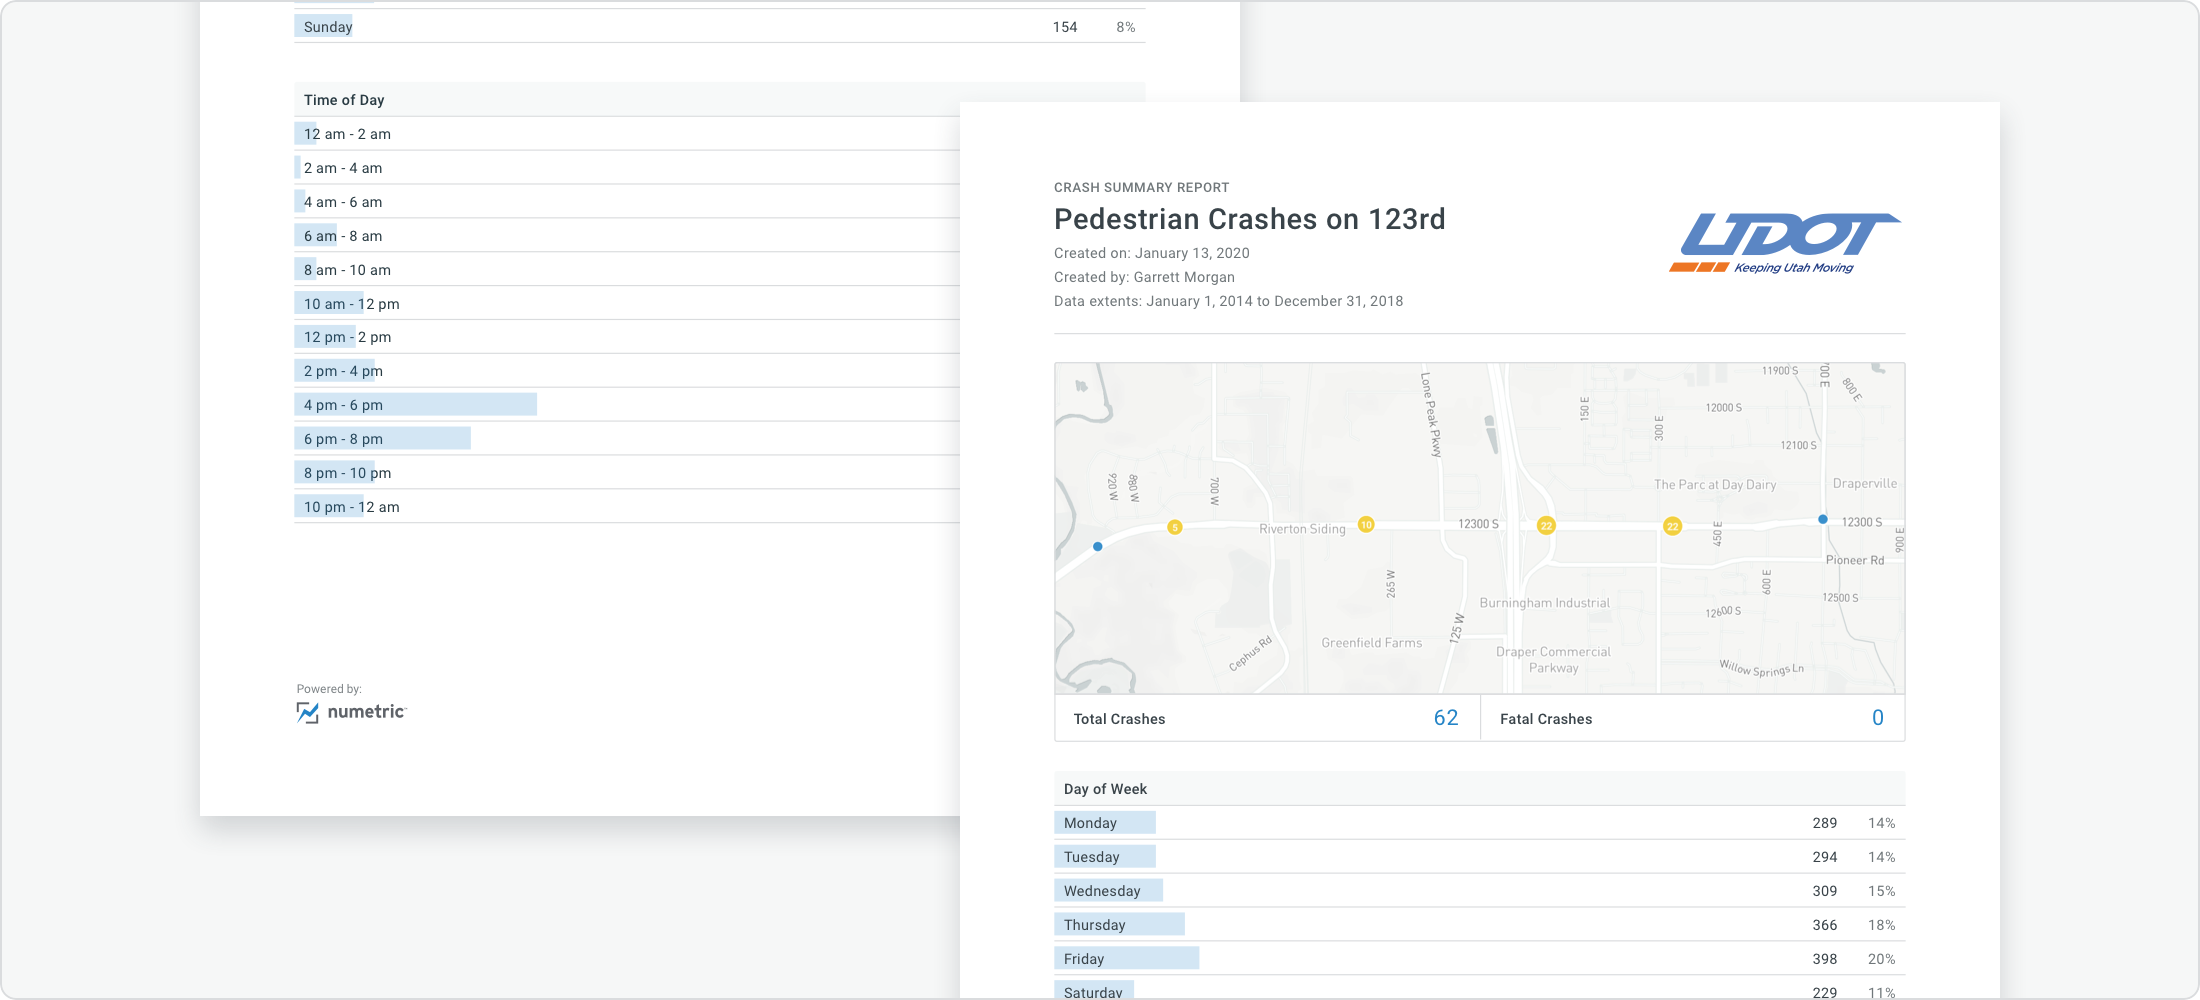 Sunday 154 8%
Time of Day
12 am - 2 am
2 am - 4 am
4 am - 6 am
6 am - 8 am
8 am - 10 am
10 am - 12 pm
12 pm - 2 pm
2 pm - 4 pm
4 pm - 6 pm
6 pm - 8 pm
8 pm - 10 pm
10 pm - 12 am
Powered by:
numetric
CRASH SUMMARY REPORT
Pedestrian Crashes on 123rd
Created on: January 13, 2020
Created by: Garrett Morgan
Data extents: January 1, 2014 to December 31, 2018
UDOT
Keeping Utah Moving
11900 S
700 E
800 E
Lone Peak Pkwy
150 E
12000 S
300 E
12100 S
920 W
880 W
700 W
The Parc at Day Dairy
Draperville
5
Riverton Siding
10
12300 S
22
22
450 E
12300 S
900 E
Pioneer Rd
265 W
600 E
12500 S
Burningham Industrial
12600 S
125 W
Greenfield Farms
Cephus Rd
Draper Commercial
Parkway
Willow Springs Ln
Total Crashes 62
Fatal Crashes 0
Day of Week
Monday 289 14%
Tuesday 294 14%
Wednesday 309 15%
Thursday 366 18%
Friday 398 20%
Saturday 229 11%